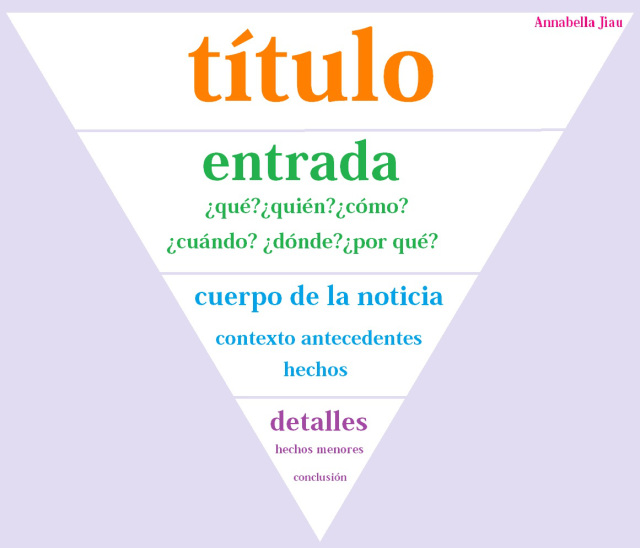 Annabella Jiau
título
entrada
¿qué?¿quién?¿cómo?
¿cuándo? ¿dónde?¿por qué?
cuerpo de la noticia
contexto antecedentes
hechos
detalles
hechos menores
conclusión